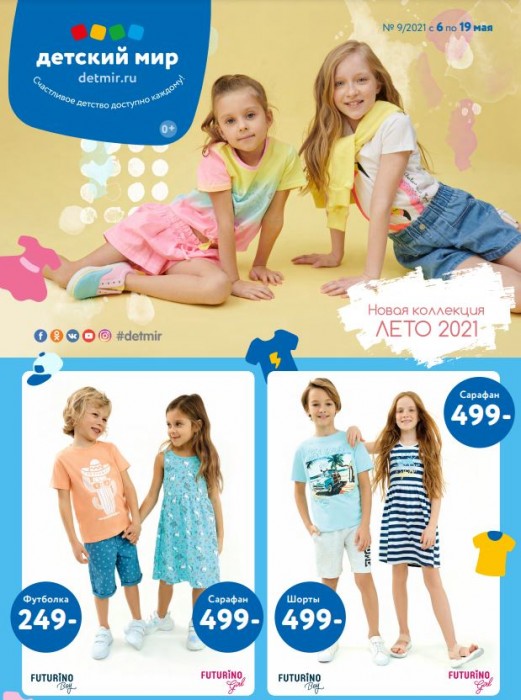 № 9/2021 с 6 по 19 мая
детский мир
detmir.ru
Счастливое детство доступно каждому!
0+
Новая коллекция
ЛЕТО 2021
#detmir
Сарафан
499-
Футболка
249-
Сарафан
499-
Шорты
499-
FUTURINO
Boy
FUTURINO
Girl
FUTURINO
Boy
FUTURINO
Girl